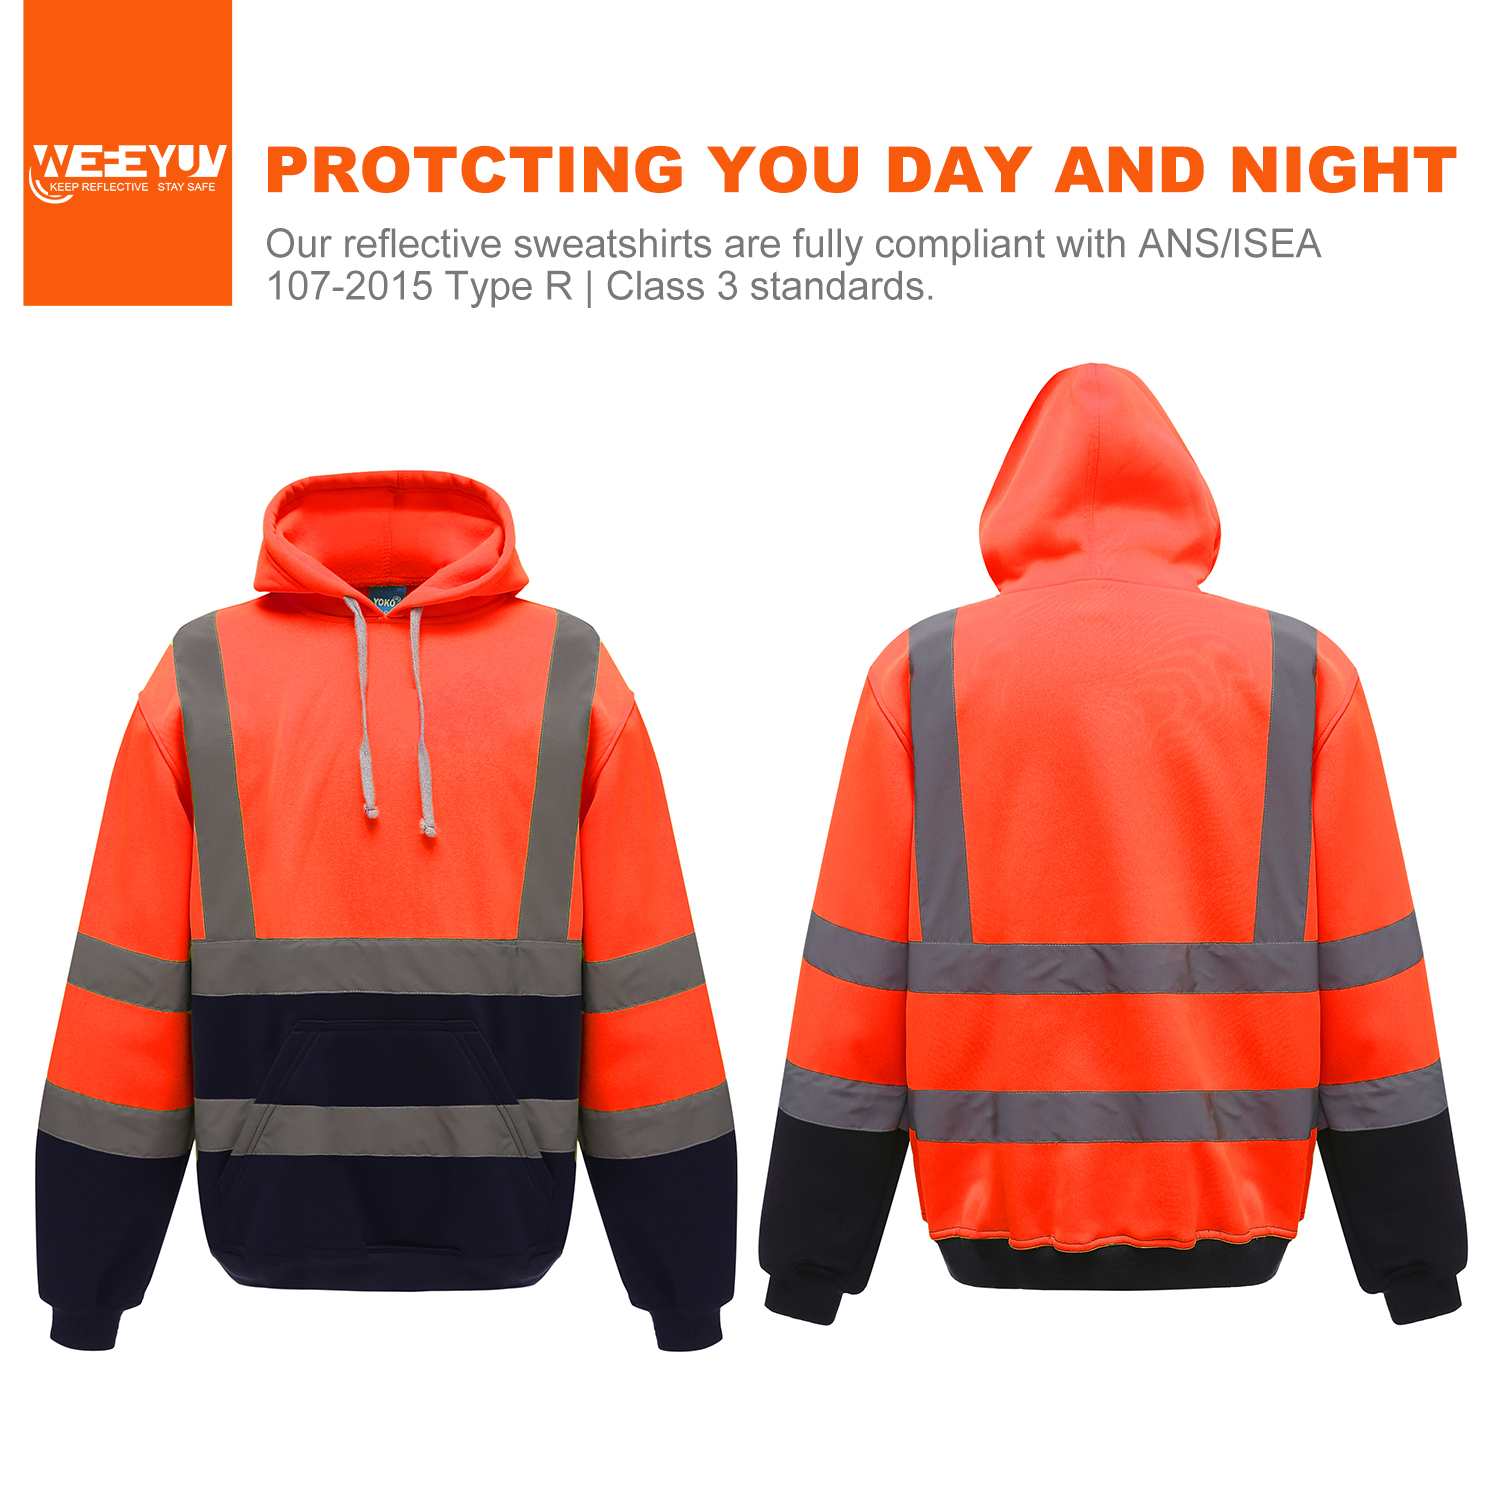 WEFEYUV
KEEP REFLECTIVE STAY SAFE
PROTCTING YOU DAY AND NIGHT
Our reflective sweatshirts are fully compliant with ANS/ISEA
107-2015 Type R | Class 3 standards.
YOKO